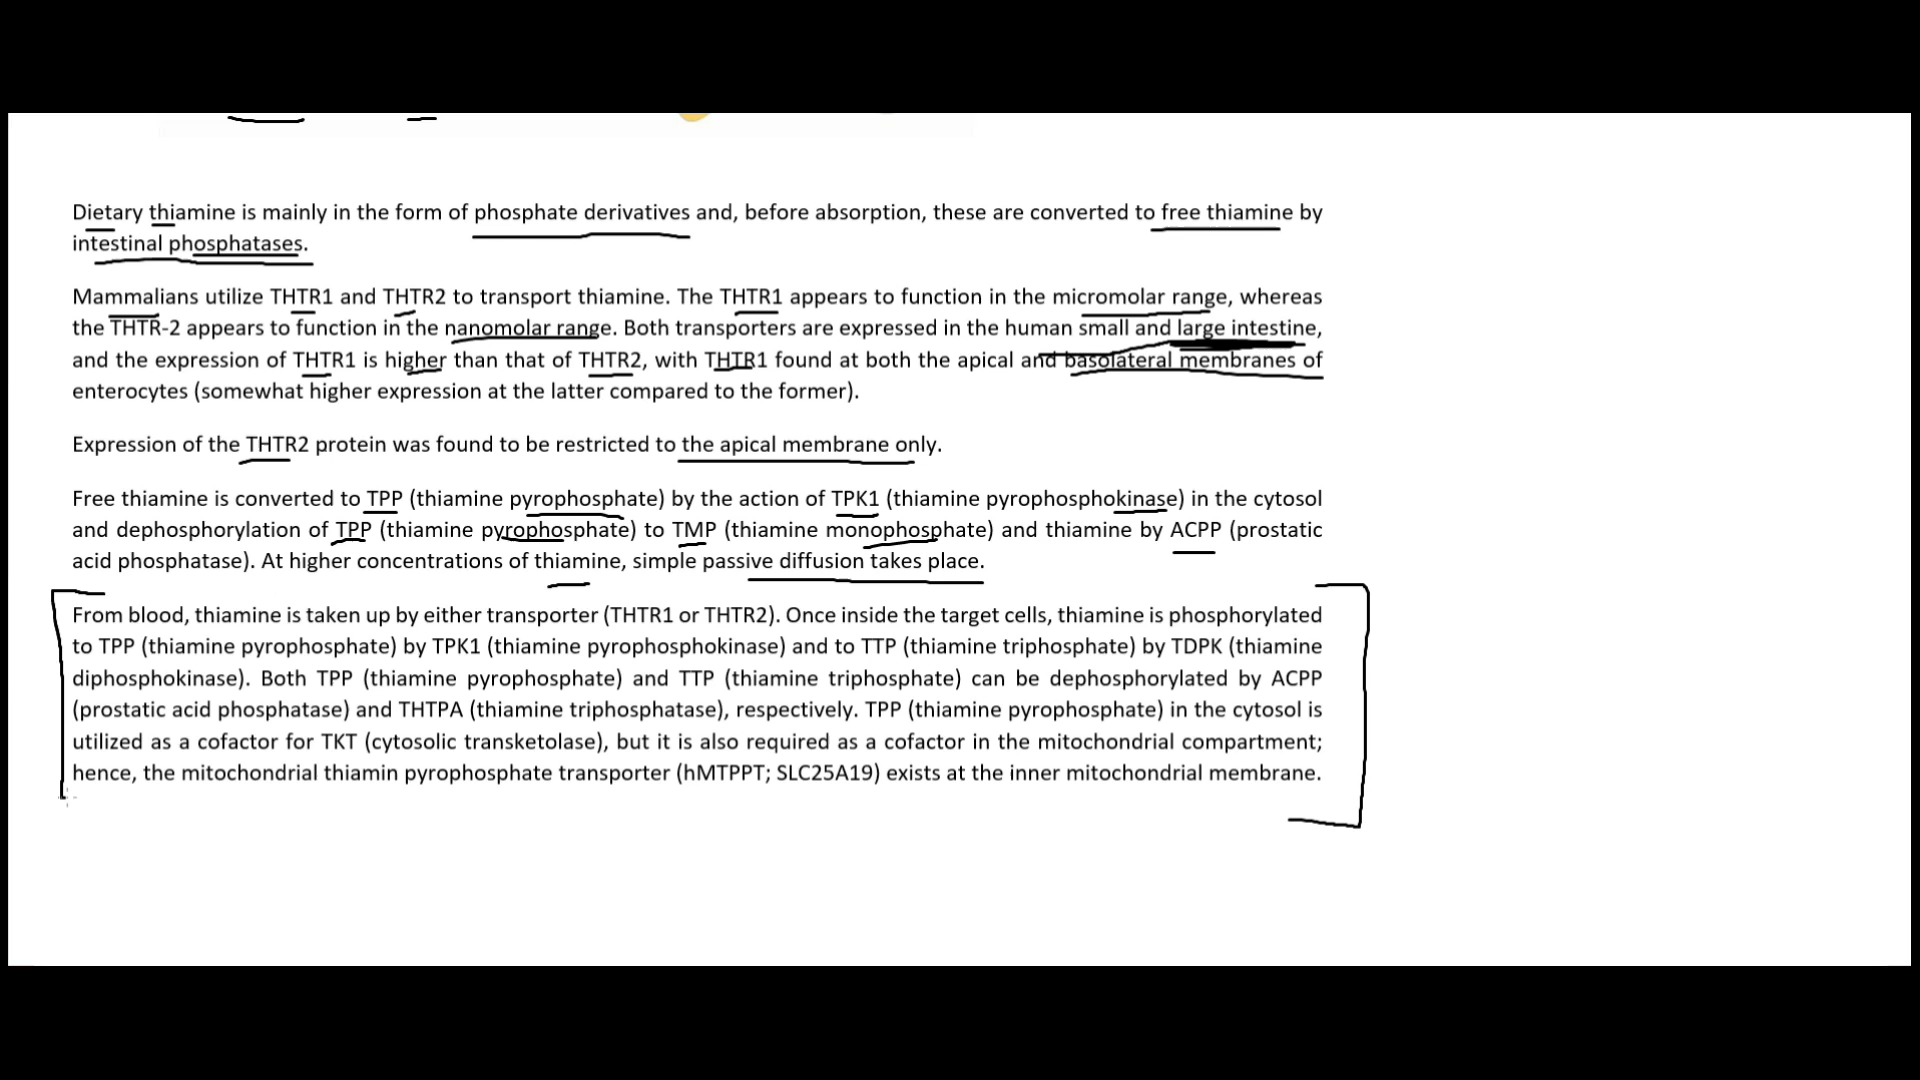 Dietary thiamine is mainly in the form of phosphate derivatives and, before absorption, these are converted to free thiamine by
intestinal phosphatases.
Mammalians utilize THTR1 and THTR2 to transport thiamine. The THTR1 appears to function in the micromolar range, whereas
the THTR-2 appears to function in the nanomolar range. Both transporters are expressed in the human small and large intestine,
and the expression of THTR1 is higher than that of THTR2, with THTR1 found at both the apical and basolateral membranes of
enterocytes (somewhat higher expression at the latter compared to the former).
Expression of the THTR2 protein was found to be restricted to the apical membrane only.
Free thiamine is converted to TPP (thiamine pyrophosphate) by the action of TPK1 (thiamine pyrophosphokinase) in the cytosol
and dephosphorylation of TPP (thiamine pyrophosphate) to TMP (thiamine monophosphate) and thiamine by ACPP (prostatic
acid phosphatase). At higher concentrations of thiamine, simple passive diffusion takes place.
From blood, thiamine is taken up by either transporter (THTR1 or THTR2). Once inside the target cells, thiamine is phosphorylated
to TPP (thiamine pyrophosphate) by TPK1 (thiamine pyrophosphokinase) and to TTP (thiamine triphosphate) by TDPK (thiamine
diphosphokinase). Both TPP (thiamine pyrophosphate) and TTP (thiamine triphosphate) can be dephosphorylated by ACPP
(prostatic acid phosphatase) and THTPA (thiamine triphosphatase), respectively. TPP (thiamine pyrophosphate) in the cytosol is
utilized as a cofactor for TKT (cytosolic transketolase), but it is also required as a cofactor in the mitochondrial compartment;
hence, the mitochondrial thiamin pyrophosphate transporter (hMTPPT; SLC25A19) exists at the inner mitochondrial membrane.